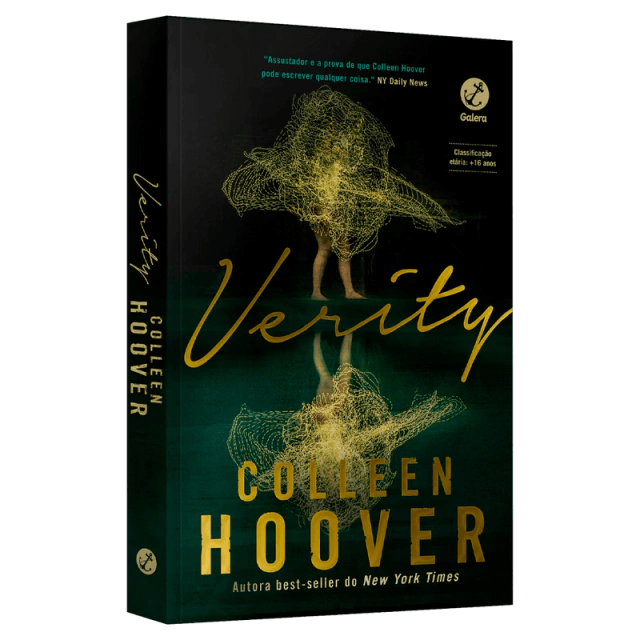 "Assustador e a prova de que Colleen Hoover
pode escrever qualquer coisa." NY Daily News
Galera
Classificação
etária: +16 anos
Verity
COLLEEN
HOOVER
Autora best-seller do New York Times
Verity
COLLEEN
HOOVER